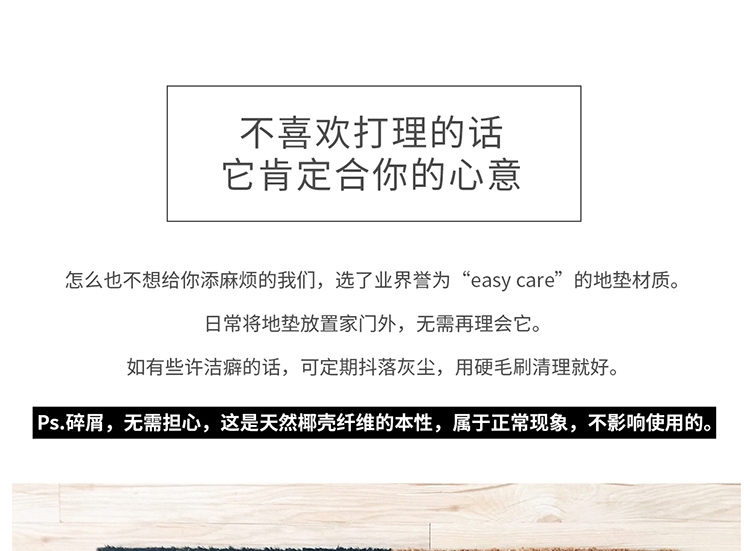 不喜欢打理的话
它肯定合你的心意
怎么也不想给你添麻烦的我们，选了业界誉为“easy care”的地垫材质。
日常将地垫放置家门外，无需再理会它。
如有些许洁癖的话，可定期抖落灰尘，用硬毛刷清理就好。
Ps.碎屑，无需担心，这是天然椰壳纤维的本性，属于正常现象，不影响使用的。